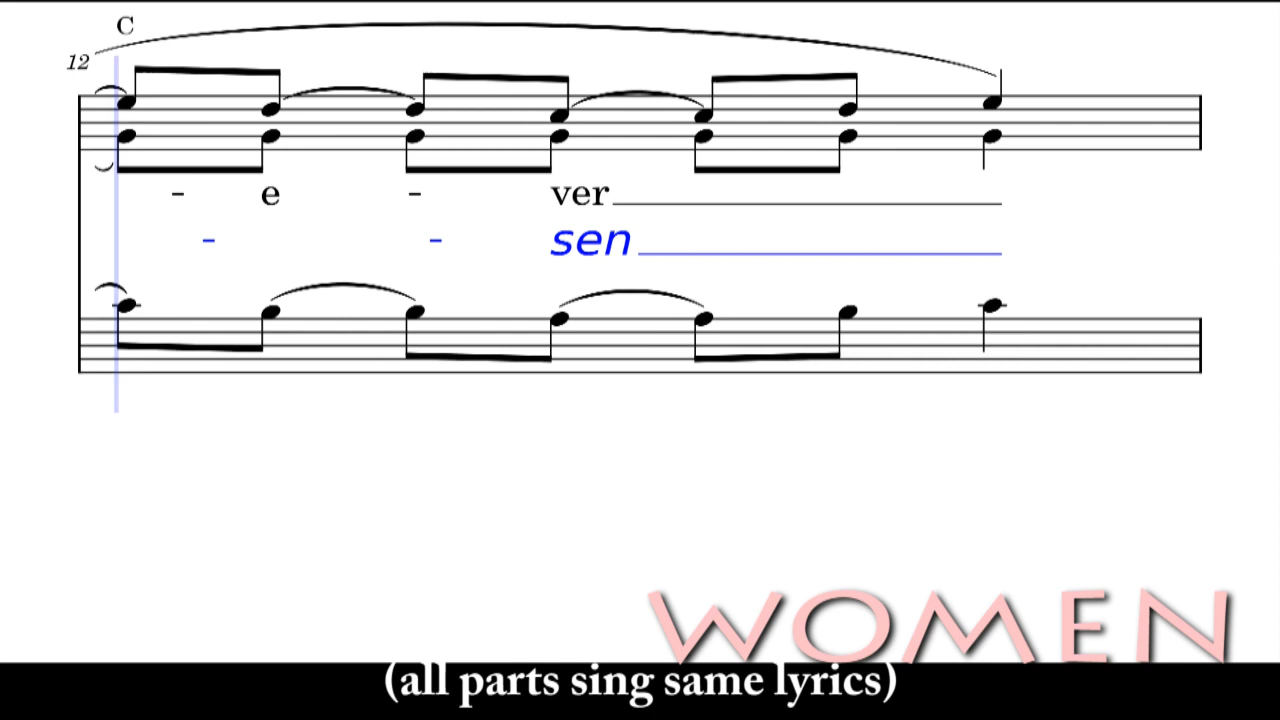 C
12
- e - ver
- - sen
WOMEN
(all parts sing same lyrics)